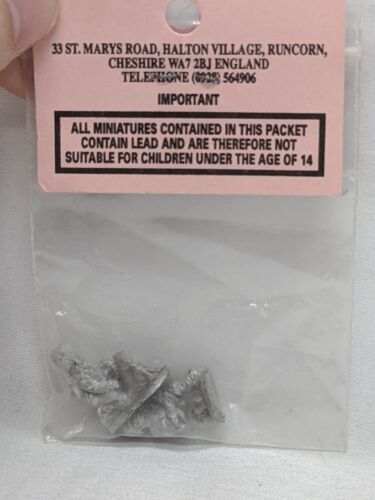 33 ST. MARYS ROAD, HALTON VILLAGE, RUNCORN,
CHESHIRE WA7 2BJ ENGLAND
TELEPHONE (0928) 564906
IMPORTANT
ALL MINIATURES CONTAINED IN THIS PACKET
CONTAIN LEAD AND ARE THEREFORE NOT
SUITABLE FOR CHILDREN UNDER THE AGE OF 14